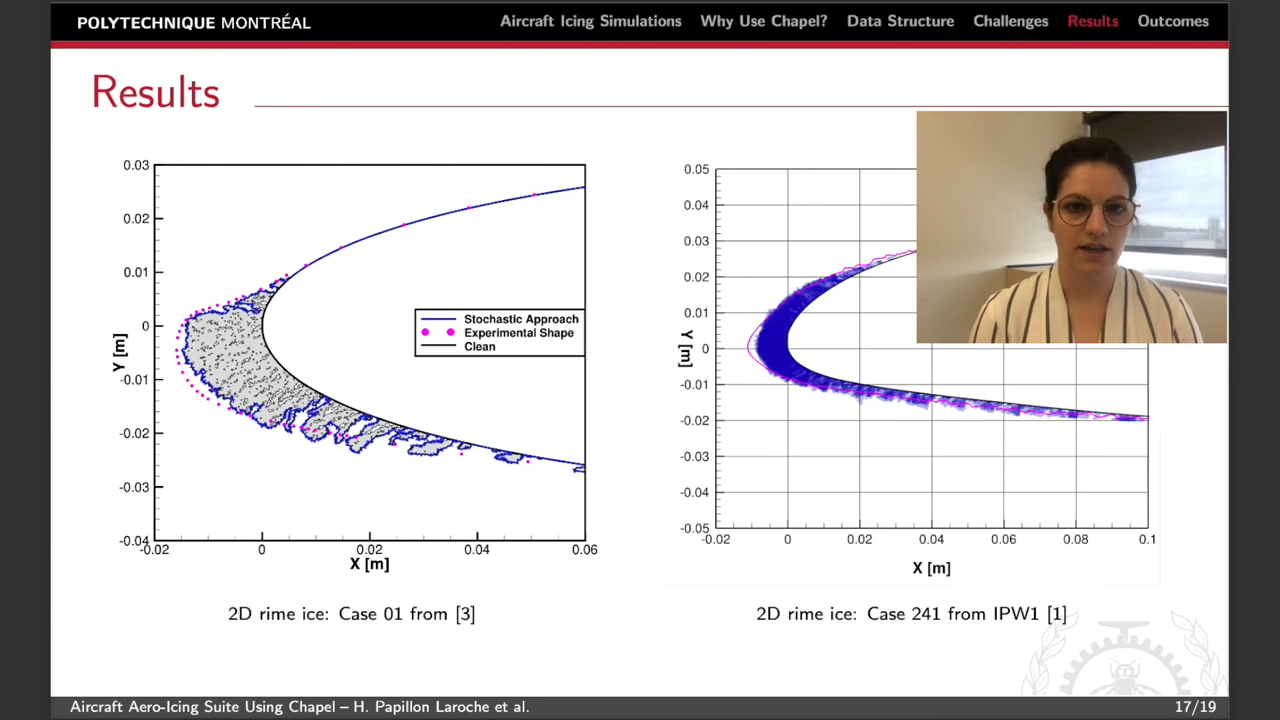 POLYTECHNIQUE MONTRÉAL
Aircraft Icing Simulations Why Use Chapel? Data Structure Challenges Results Outcomes
Results
0.03
0.02
0.01
0
-0.01
-0.02
-0.03
-0.04
Y [m]
-0.02 0 0.02 0.04 0.06
X [m]
Stochastic Approach
Experimental Shape
Clean
2D rime ice: Case 01 from [3]
0.05
0.04
0.03
0.02
0.01
0
-0.01
-0.02
-0.03
-0.04
-0.05
Y [m]
-0.02 0 0.02 0.04 0.06 0.08 0.1
X [m]
2D rime ice: Case 241 from IPW1 [1]
Aircraft Aero-Icing Suite Using Chapel – H. Papillon Laroche et al.
17/19